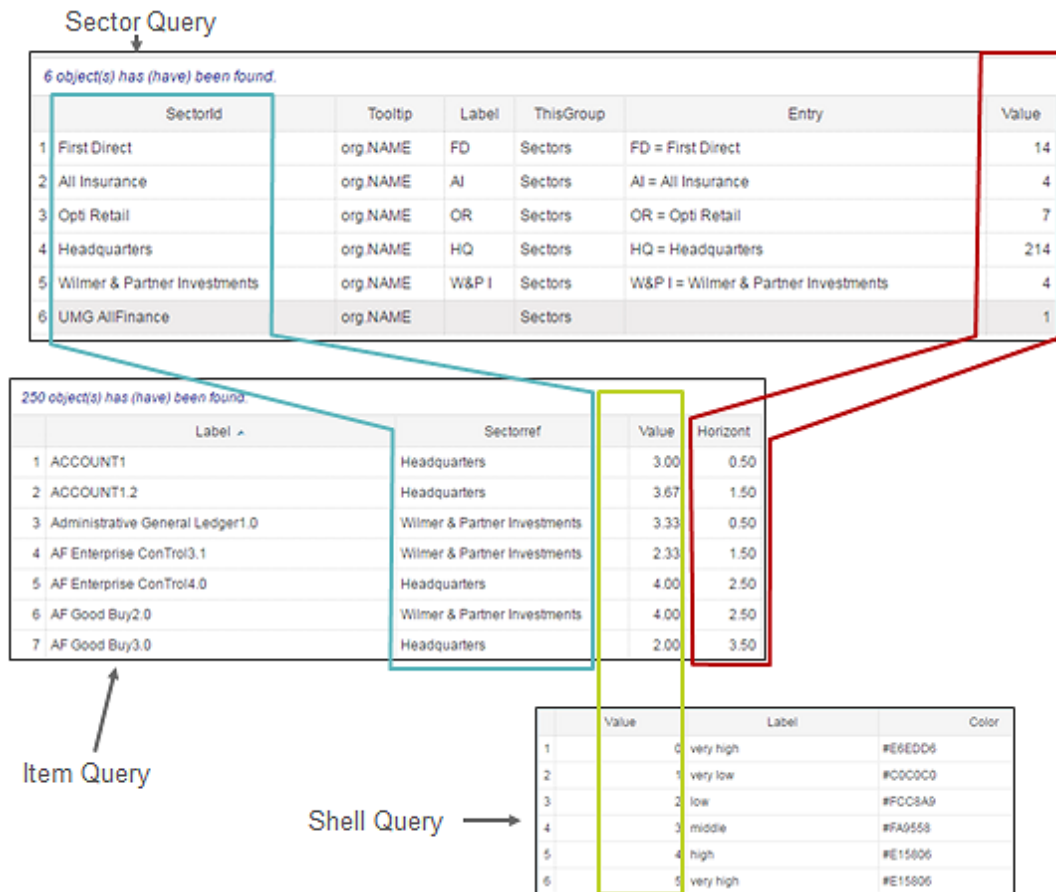 Sector Query
6 object(s) has (have) been found.
SectorId Tooltip Label ThisGroup Entry Value
1 First Direct org.NAME FD Sectors FD = First Direct 14
2 All Insurance org.NAME AI Sectors AI = All Insurance 4
3 Opti Retail org.NAME OR Sectors OR = Opti Retail 7
4 Headquarters org.NAME HQ Sectors HQ = Headquarters 214
5 Wilmer & Partner Investments org.NAME W&P I Sectors W&P I = Wilmer & Partner Investments 4
6 UMG AllFinance org.NAME Sectors 1
250 object(s) has (have) been found.
Label Sectorref Value Horizont
1 ACCOUNT1 Headquarters 3.00 0.50
2 ACCOUNT1.2 Headquarters 3.67 1.50
3 Administrative General Ledger1.0 Wilmer & Partner Investments 3.33 0.50
4 AF Enterprise ConTrol3.1 Wilmer & Partner Investments 2.33 1.50
5 AF Enterprise ConTrol4.0 Headquarters 4.00 2.50
6 AF Good Buy2.0 Wilmer & Partner Investments 4.00 2.50
7 AF Good Buy3.0 Headquarters 2.00 3.50
Item Query
Value Label Color
1 0 very high #E6EDD6
2 1 very low #C0C0C0
3 2 low #FCC8A9
4 3 middle #FA9558
5 4 high #E15806
6 5 very high #E15806
Shell Query